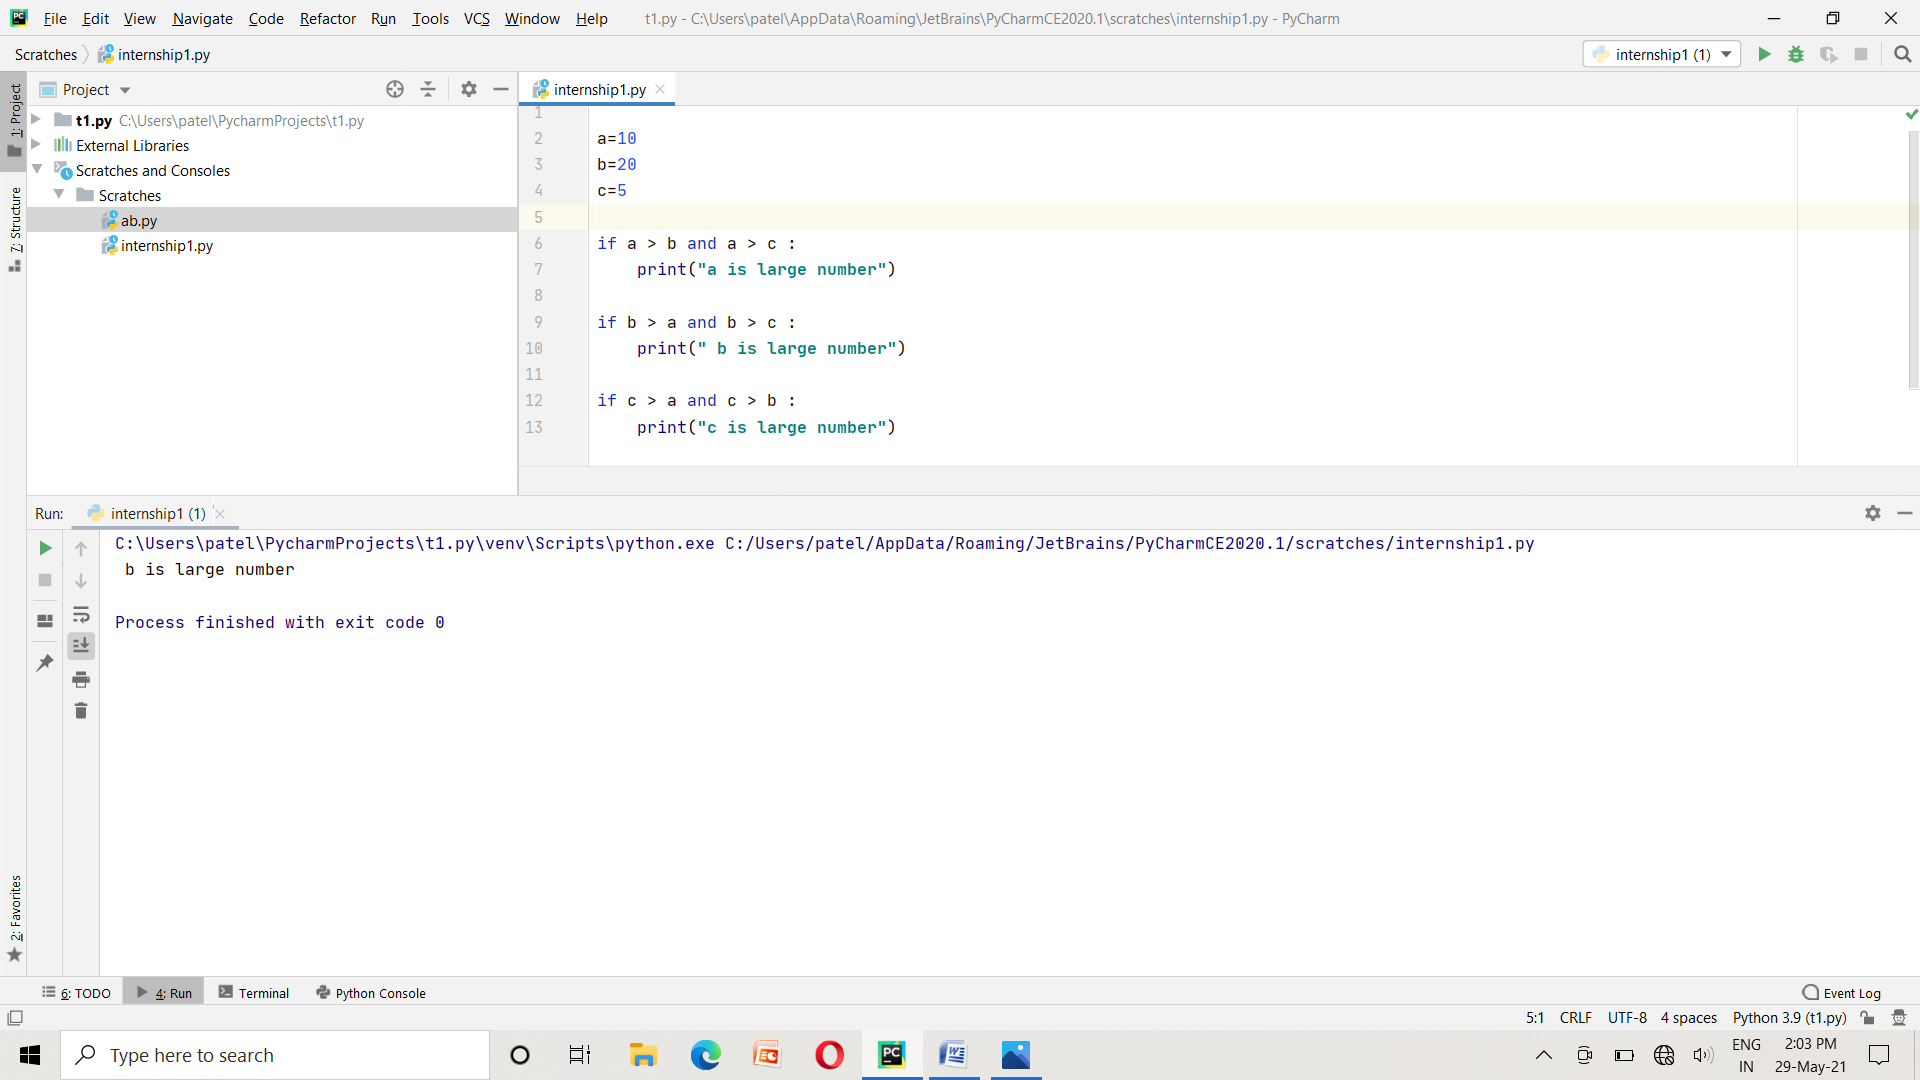 File Edit View Navigate Code Refactor Run Tools VCS Window Help t1.py - C:\Users\patel\AppData\Roaming\JetBrains\PyCharmCE2020.1\scratches\internship1.py - PyCharm
Scratches internship1.py internship1 (1)
1: Project
7: Structure
2: Favorites
Project
t1.py C:\Users\patel\PycharmProjects\t1.py
External Libraries
Scratches and Consoles
Scratches
ab.py
internship1.py
internship1.py
1
2 a=10
3 b=20
4 c=5
5
6 if a > b and a > c :
7     print("a is large number")
8
9 if b > a and b > c :
10     print(" b is large number")
11
12 if c > a and c > b :
13     print("c is large number")
Run: internship1 (1)
C:\Users\patel\PycharmProjects\t1.py\venv\Scripts\python.exe C:/Users/patel/AppData/Roaming/JetBrains/PyCharmCE2020.1/scratches/internship1.py
 b is large number
Process finished with exit code 0
6: TODO 4: Run Terminal Python Console Event Log
5:1 CRLF UTF-8 4 spaces Python 3.9 (t1.py)
Type here to search
ENG
IN
2:03 PM
29-May-21